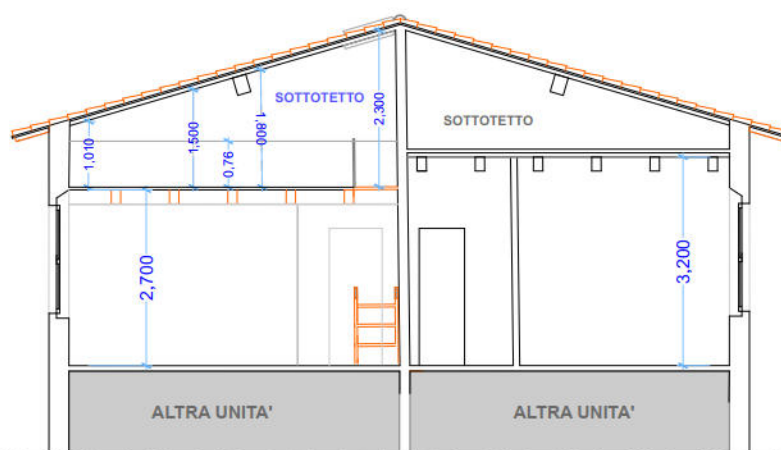 SOTTOTETTO
2,300
1,800
1,500
1,010
0,76
SOTTOTETTO
2,700
3,200
ALTRA UNITA'
ALTRA UNITA'